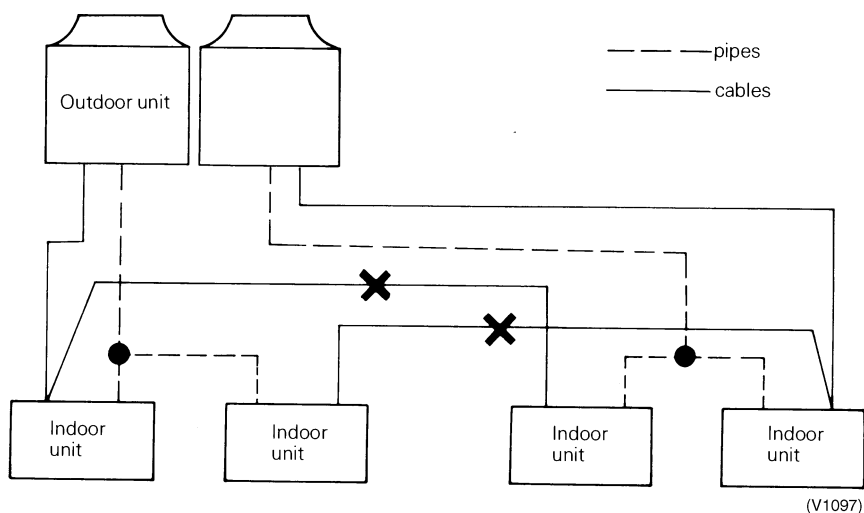 pipes
cables
Outdoor unit
Indoor
unit
Indoor
unit
Indoor
unit
Indoor
unit
(V1097)